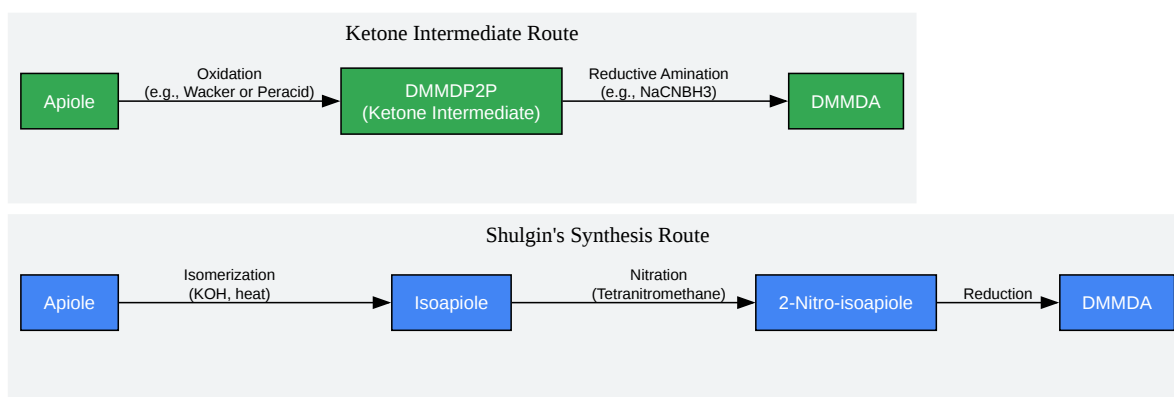 Ketone Intermediate Route
Apiole
Oxidation
(e.g., Wacker or Peracid)
DMMDP2P
(Ketone Intermediate)
Reductive Amination
(e.g., NaCNBH3)
DMMDA
Shulgin's Synthesis Route
Apiole
Isomerization
(KOH, heat)
Isoapiole
Nitration
(Tetranitromethane)
2-Nitro-isoapiole
Reduction
DMMDA